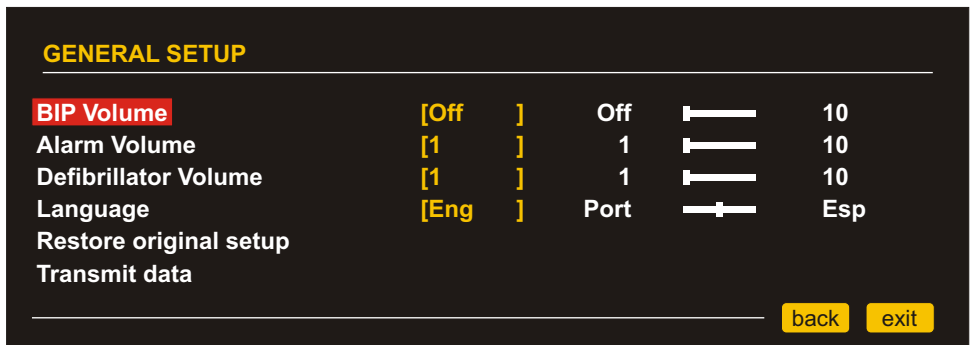 GENERAL SETUP
BIP Volume [Off ] Off 10
Alarm Volume [1 ] 1 10
Defibrillator Volume [1 ] 1 10
Language [Eng ] Port Esp
Restore original setup
Transmit data
back exit